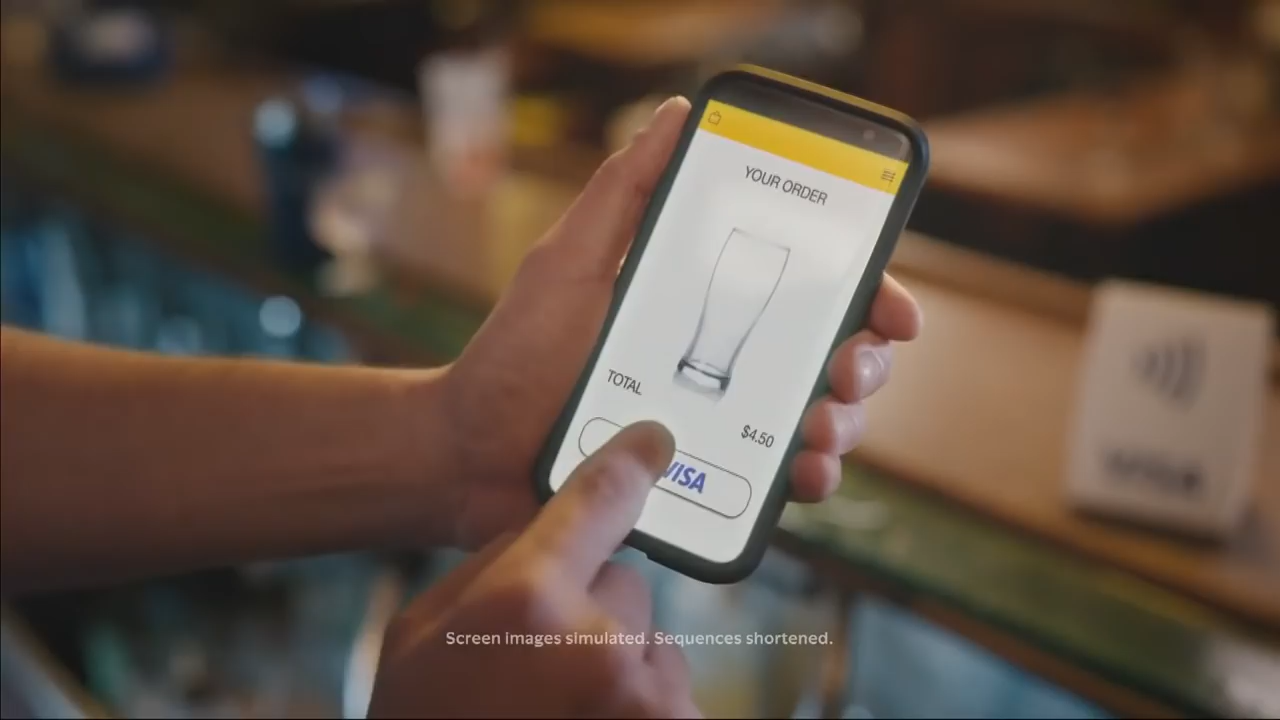 YOUR ORDER
TOTAL
$4.50
VISA
Screen images simulated. Sequences shortened.